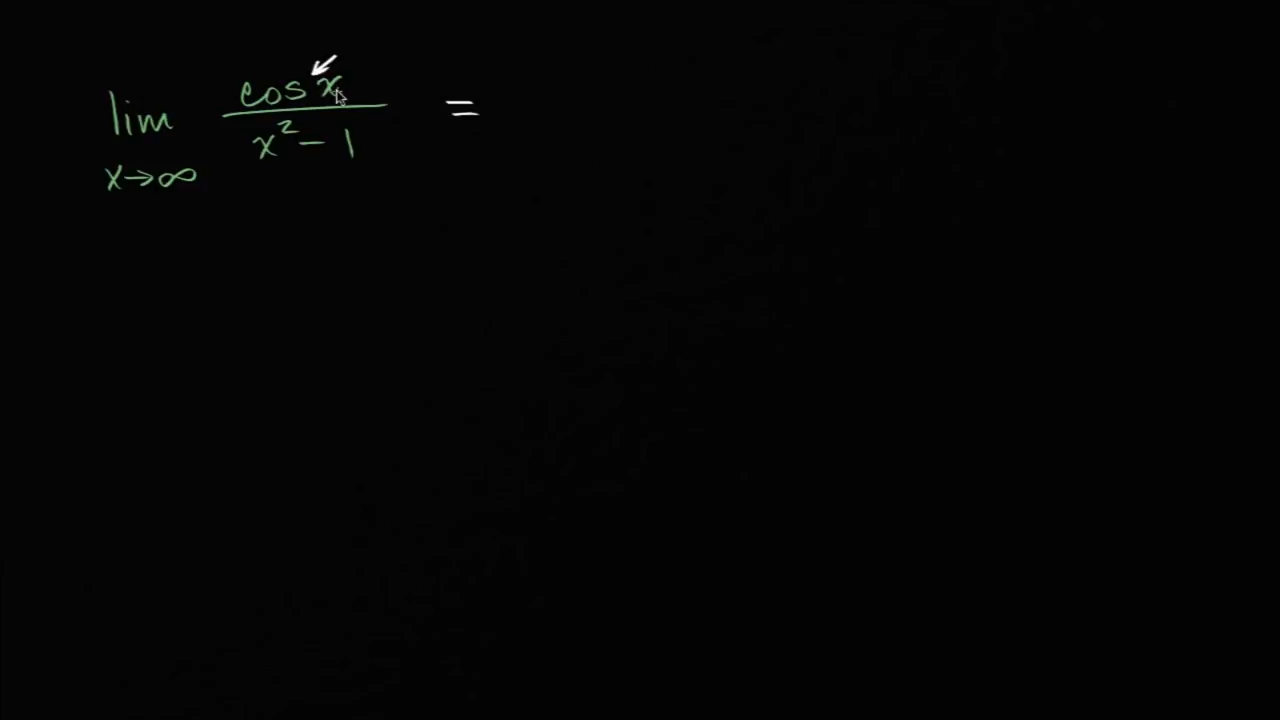 lim cos x / x² - 1 =
x→∞